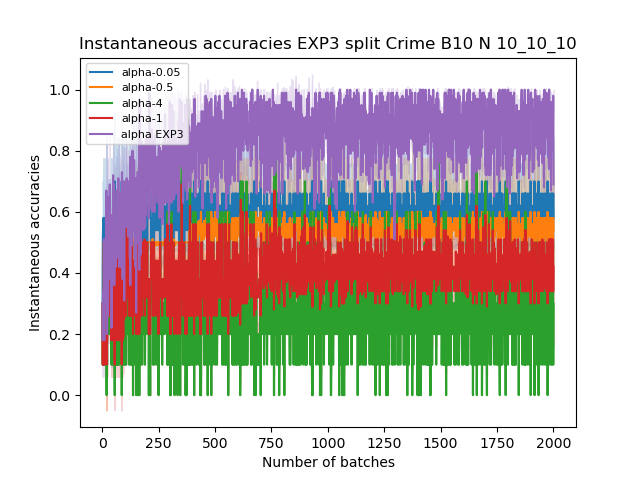 Instantaneous accuracies EXP3 split Crime B10 N 10_10_10
alpha-0.05
alpha-0.5
alpha-4
alpha-1
alpha EXP3
1.0
0.8
0.6
0.4
0.2
0.0
Instantaneous accuracies
0 250 500 750 1000 1250 1500 1750 2000
Number of batches